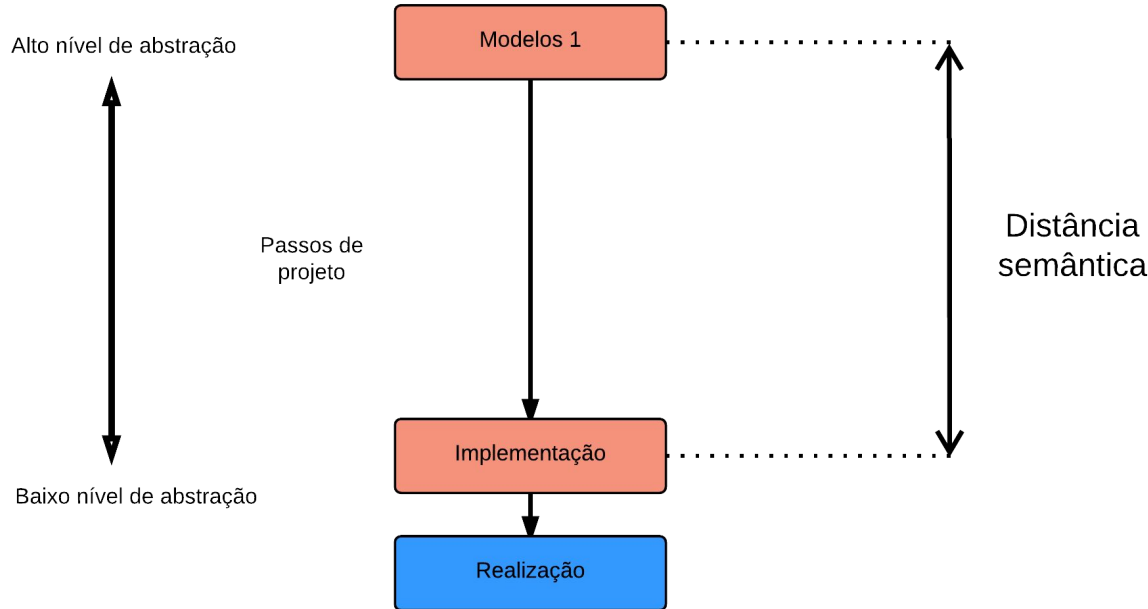 Modelos 1
Alto nível de abstração
Distância
semântica
Passos de
projeto
Implementação
Baixo nível de abstração
Realização